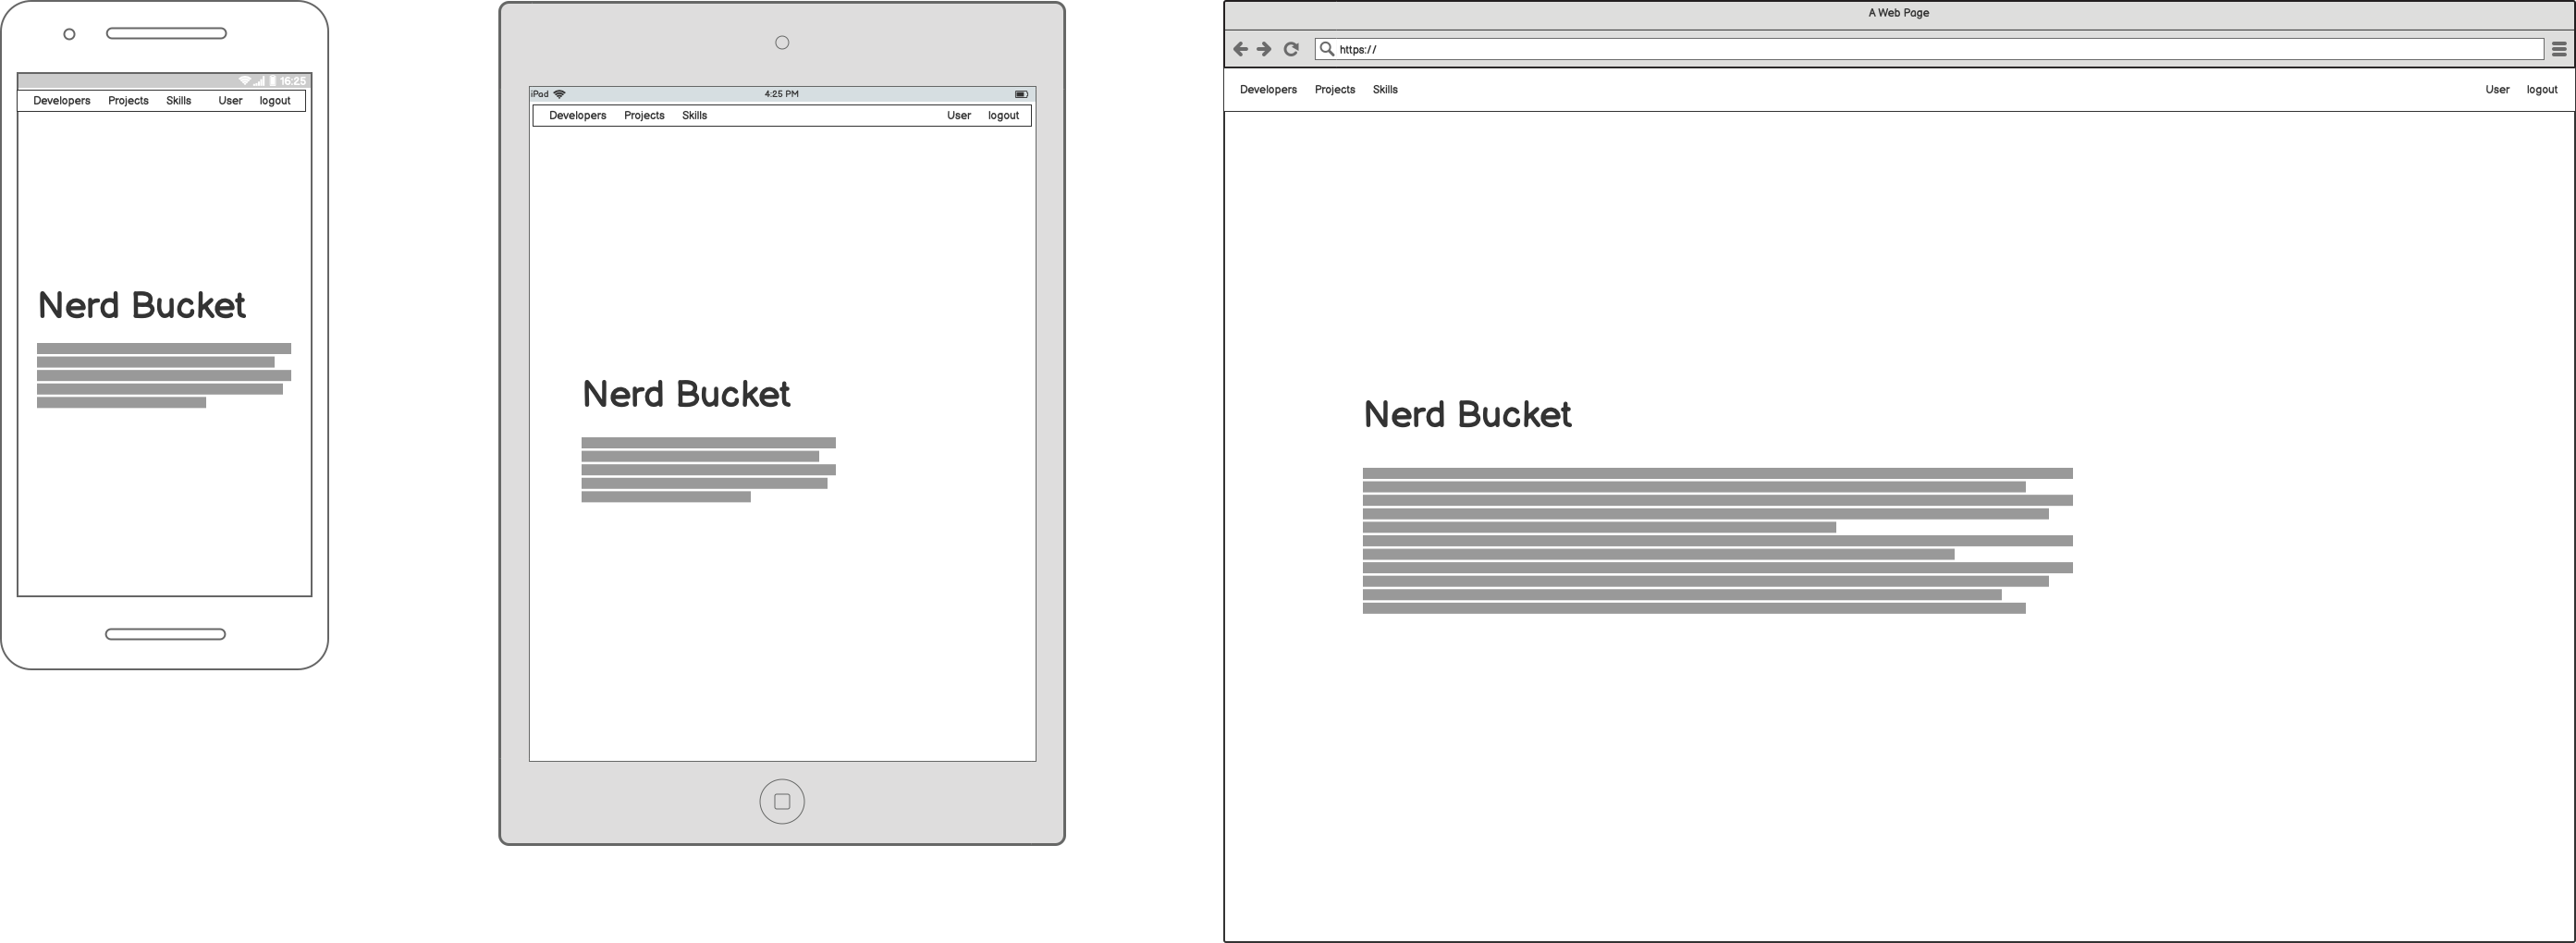 16:25
Developers Projects Skills User logout
Nerd Bucket
iPad 4:25 PM
Developers Projects Skills User logout
Nerd Bucket
A Web Page
https://
Developers Projects Skills User logout
Nerd Bucket